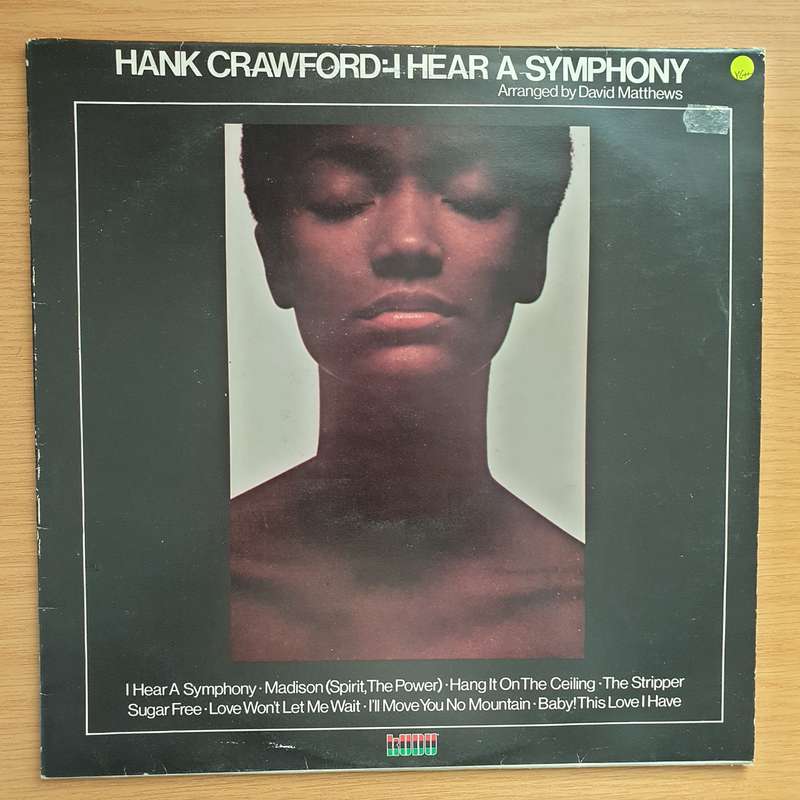 HANK CRAWFORD: I HEAR A SYMPHONY
Arranged by David Matthews
I Hear A Symphony · Madison (Spirit, The Power) · Hang It On The Ceiling · The Stripper
Sugar Free · Love Won't Let Me Wait · I'll Move You No Mountain · Baby! This Love I Have
KUDU